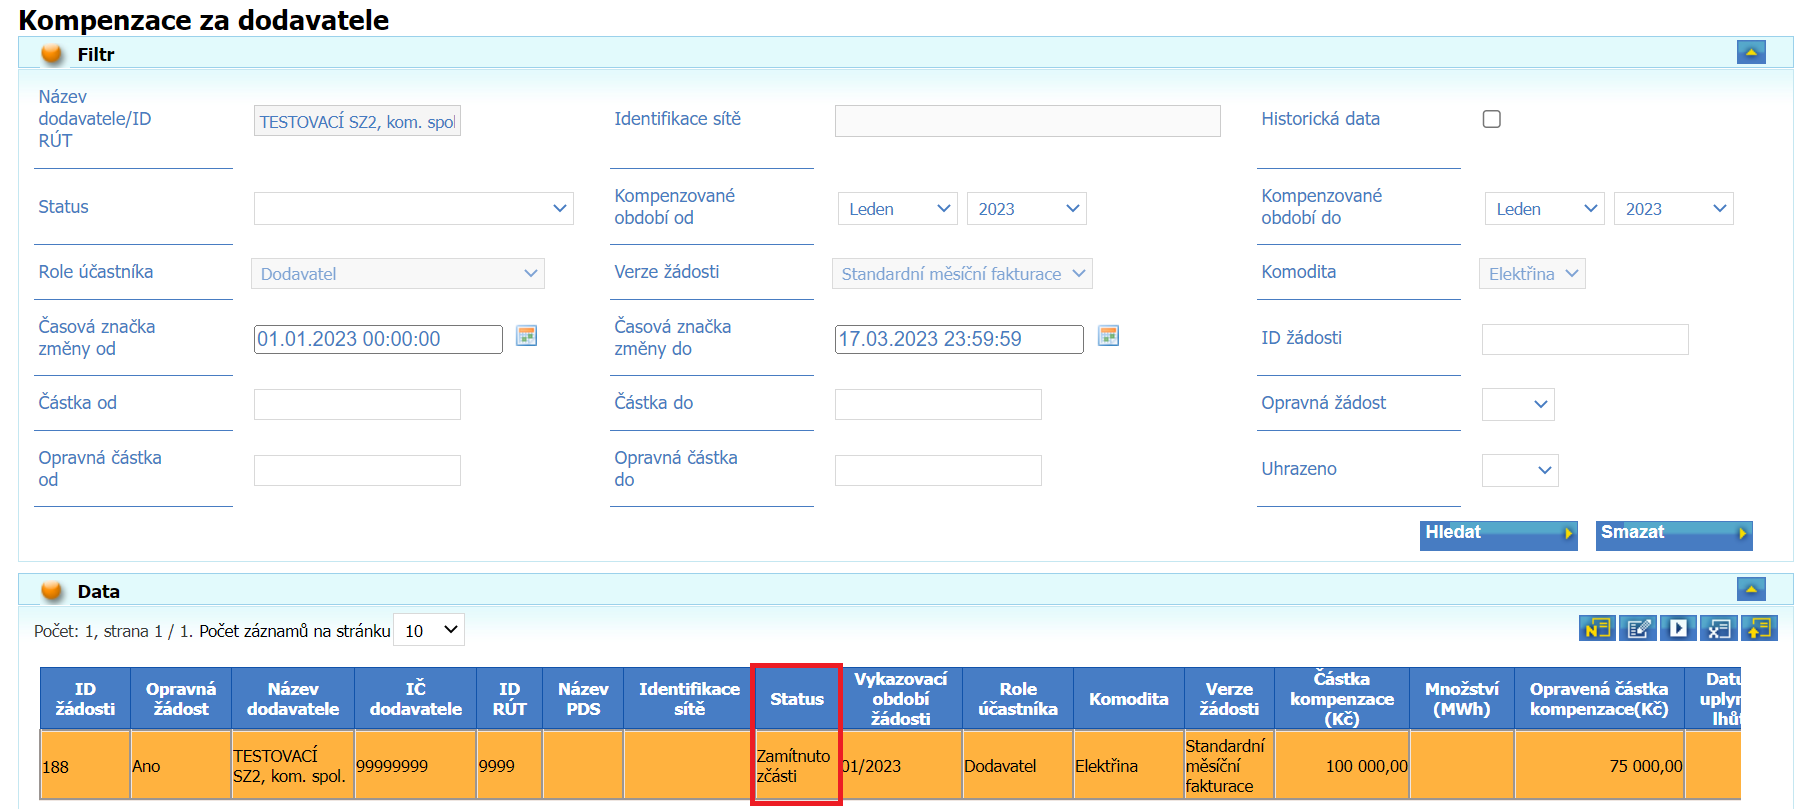 Kompenzace za dodavatele
Filtr
Název
dodavatele/ID
RÚT
TESTOVACÍ SZ2, kom. spol
Identifikace sítě
Historická data
Status
Kompenzované
období od
Leden
2023
Kompenzované
období do
Leden
2023
Role účastníka
Dodavatel
Verze žádosti
Standardní měsíční fakturace
Komodita
Elektřina
Časová značka
změny od
01.01.2023 00:00:00
Časová značka
změny do
17.03.2023 23:59:59
ID žádosti
Částka od
Částka do
Opravná žádost
Opravná částka
od
Opravná částka
do
Uhrazeno
Hledat
Smazat
Data
Počet: 1, strana 1 / 1. Počet záznamů na stránku 10
ID
žádosti
Opravná
žádost
Název
dodavatele
IČ
dodavatele
ID
RÚT
Název
PDS
Identifikace
sítě
Status
Vykazovací
období
žádosti
Role
účastníka
Komodita
Verze
žádosti
Částka
kompenzace
(Kč)
Množství
(MWh)
Opravená částka
kompenzace(Kč)
Datu
uplyn
lhůt
188
Ano
TESTOVACÍ
SZ2, kom. spol.
99999999
9999
Zamítnuto
zčásti
01/2023
Dodavatel
Elektřina
Standardní
měsíční
fakturace
100 000,00
75 000,00